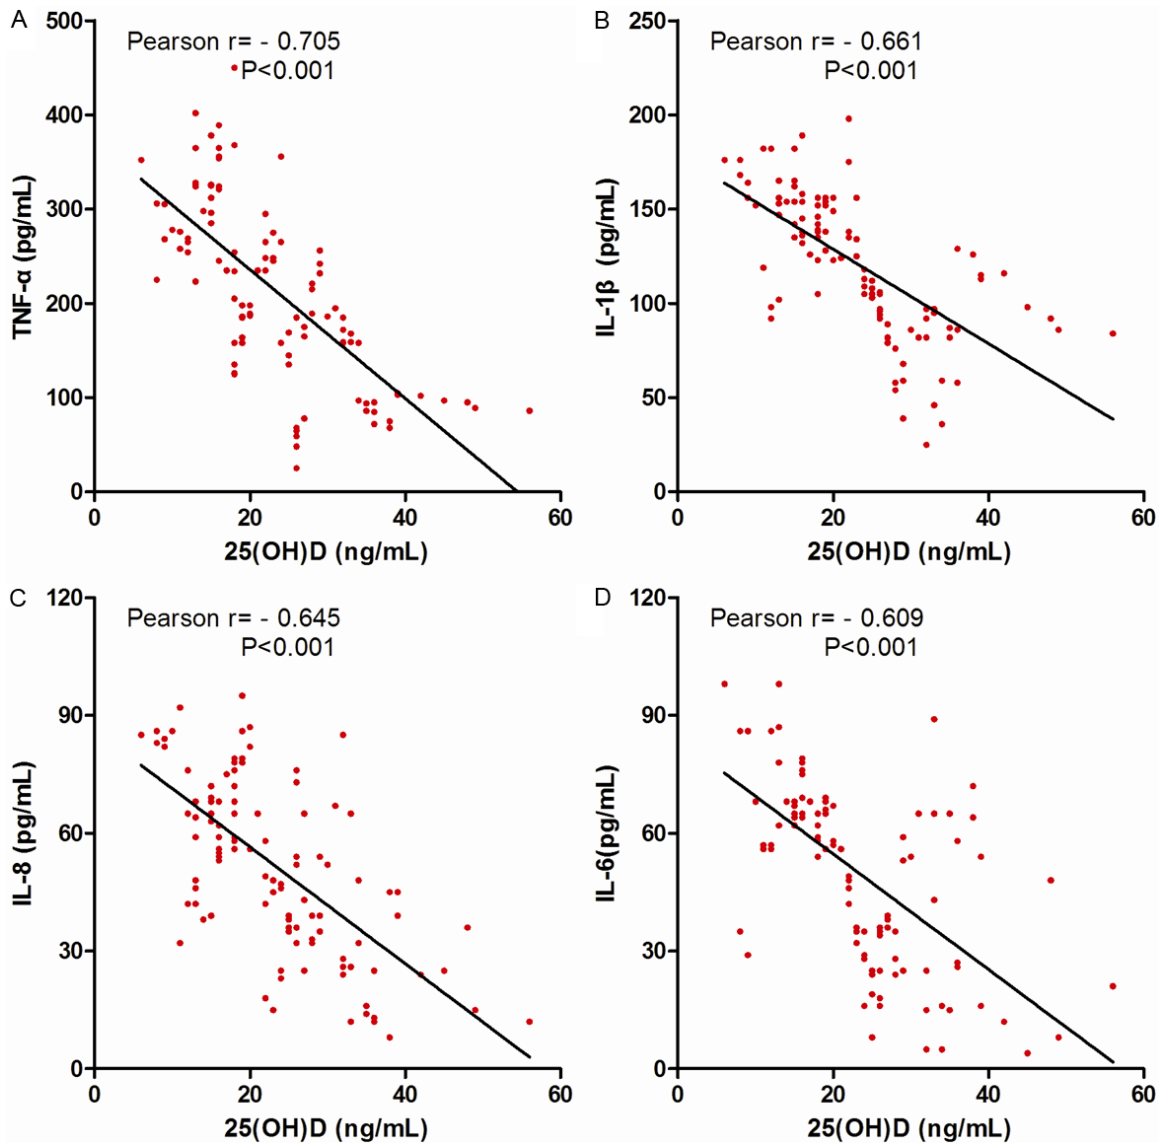 A
Pearson r= - 0.705
P<0.001
500
400
300
200
100
0
TNF-α (pg/mL)
0 20 40 60
25(OH)D (ng/mL)
B
Pearson r= - 0.661
P<0.001
250
200
150
100
50
0
IL-1β (pg/mL)
0 20 40 60
25(OH)D (ng/mL)
C
Pearson r= - 0.645
P<0.001
120
90
60
30
0
IL-8 (pg/mL)
0 20 40 60
25(OH)D (ng/mL)
D
Pearson r= - 0.609
P<0.001
120
90
60
30
0
IL-6(pg/mL)
0 20 40 60
25(OH)D (ng/mL)